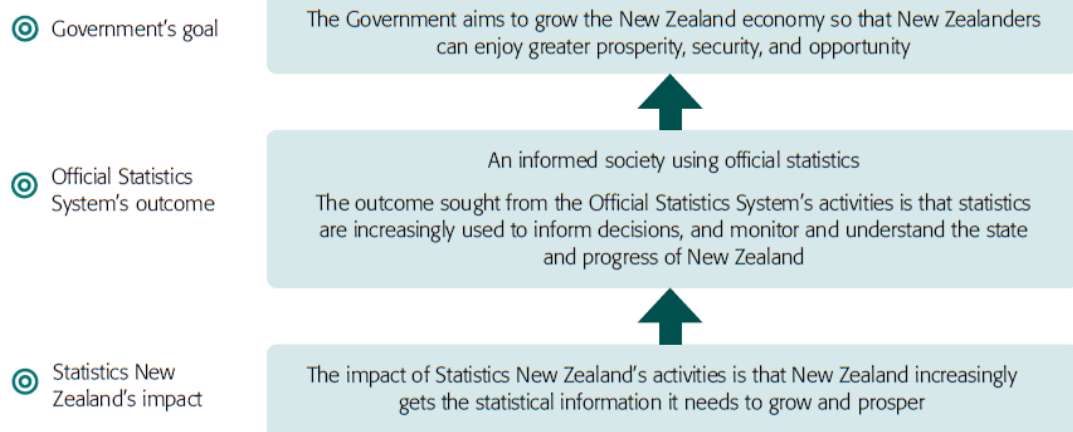 Government's goal
The Government aims to grow the New Zealand economy so that New Zealanders
can enjoy greater prosperity, security, and opportunity
Official Statistics
System's outcome
An informed society using official statistics
The outcome sought from the Official Statistics System's activities is that statistics
are increasingly used to inform decisions, and monitor and understand the state
and progress of New Zealand
Statistics New
Zealand's impact
The impact of Statistics New Zealand's activities is that New Zealand increasingly
gets the statistical information it needs to grow and prosper